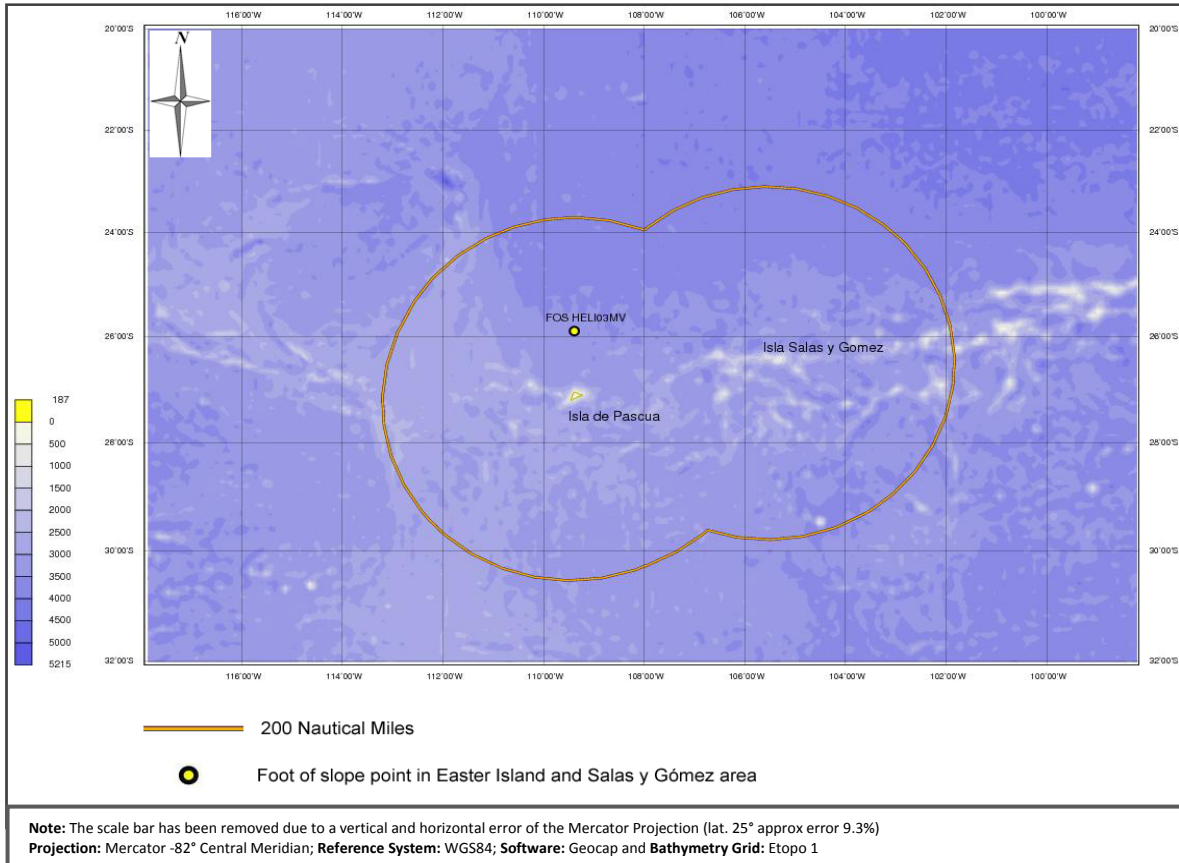 116°00'W 114°00'W 112°00'W 110°00'W 108°00'W 106°00'W 104°00'W 102°00'W 100°00'W
20°00'S 20°00'S
N
22°00'S 22°00'S
24°00'S 24°00'S
FOS HELI03MV
26°00'S 26°00'S
Isla Salas y Gomez
187
0
500
1000
1500
2000
2500
3000
3500
4000
4500
5000
5215
Isla de Pascua
28°00'S 28°00'S
30°00'S 30°00'S
32°00'S 32°00'S
116°00'W 114°00'W 112°00'W 110°00'W 108°00'W 106°00'W 104°00'W 102°00'W 100°00'W
200 Nautical Miles
Foot of slope point in Easter Island and Salas y Gómez area
Note: The scale bar has been removed due to a vertical and horizontal error of the Mercator Projection (lat. 25° approx error 9.3%)
Projection: Mercator -82° Central Meridian; Reference System: WGS84; Software: Geocap and Bathymetry Grid: Etopo 1